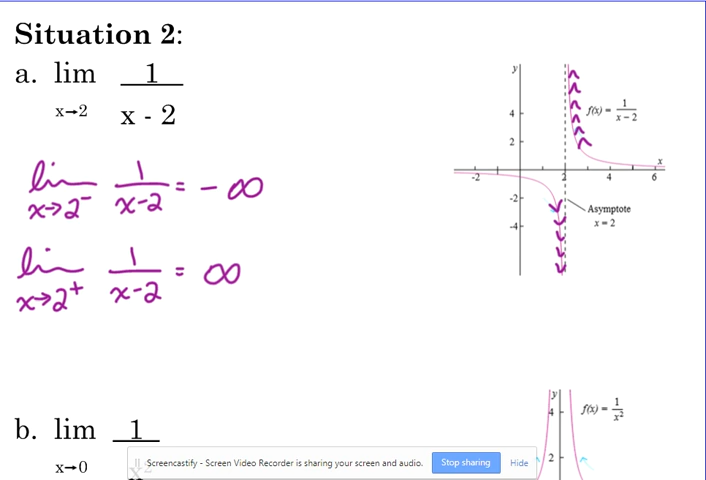 Situation 2:
a. lim 1
x→2 x - 2
lim 1/(x-2) = -∞
x→2⁻
lim 1/(x-2) = ∞
x→2⁺
y
4
2
-2
-4
-2 2 4 6
x
f(x) = 1/(x − 2)
Asymptote
x = 2
b. lim 1
x→0
y
4
2
f(x) = 1/x²
Screencastify - Screen Video Recorder is sharing your screen and audio. Stop sharing Hide